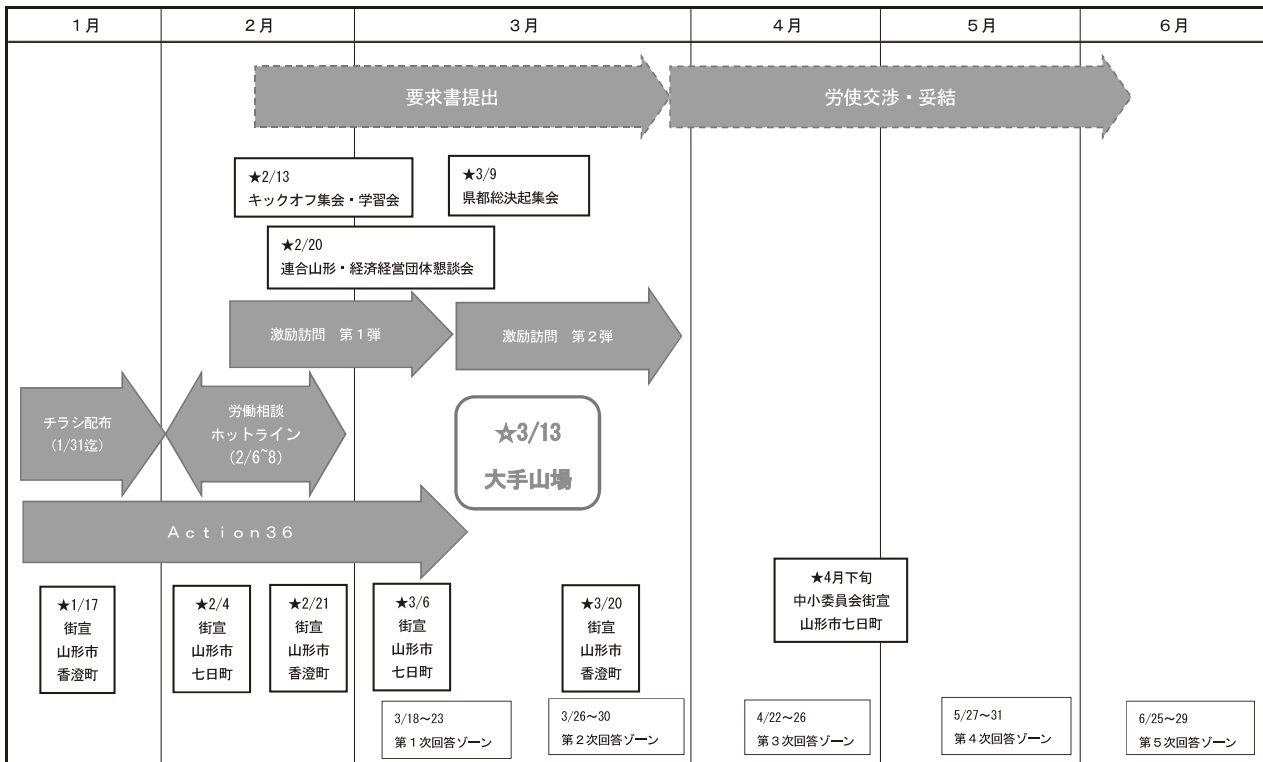 1月
2月
3月
4月
5月
6月
要求書提出
労使交渉・妥結
★2/13
キックオフ集会・学習会
★3/9
県都総決起集会
★2/20
連合山形・経済経営団体懇談会
激励訪問　第1弾
激励訪問　第2弾
チラシ配布
(1/31迄)
労働相談
ホットライン
(2/6~8)
☆3/13
大手山場
Action36
★1/17
街宣
山形市
香澄町
★2/4
街宣
山形市
七日町
★2/21
街宣
山形市
香澄町
★3/6
街宣
山形市
七日町
★3/20
街宣
山形市
香澄町
★4月下旬
中小委員会街宣
山形市七日町
3/18～23
第1次回答ゾーン
3/26～30
第2次回答ゾーン
4/22～26
第3次回答ゾーン
5/27～31
第4次回答ゾーン
6/25～29
第5次回答ゾーン